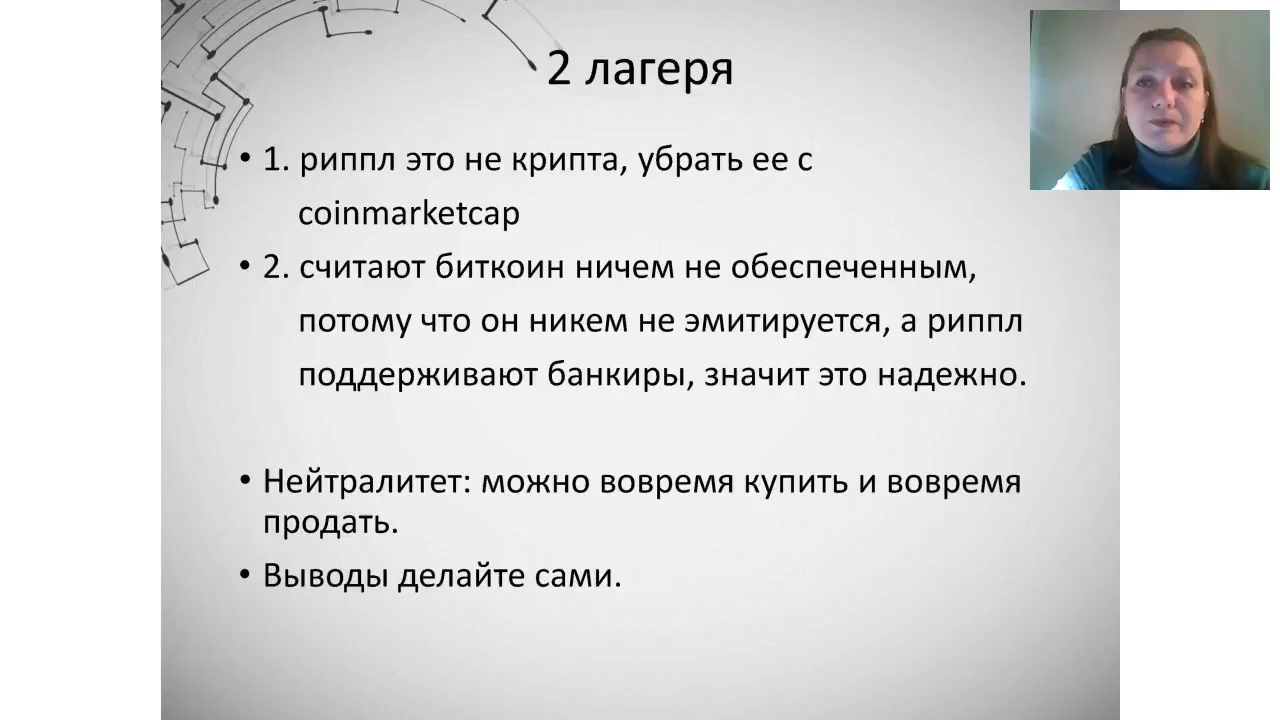 2 лагеря
• 1. риппл это не крипта, убрать ее с
coinmarketcap
• 2. считают биткоин ничем не обеспеченным,
потому что он никем не эмитируется, а риппл
поддерживают банкиры, значит это надежно.
• Нейтралитет: можно вовремя купить и вовремя
продать.
• Выводы делайте сами.